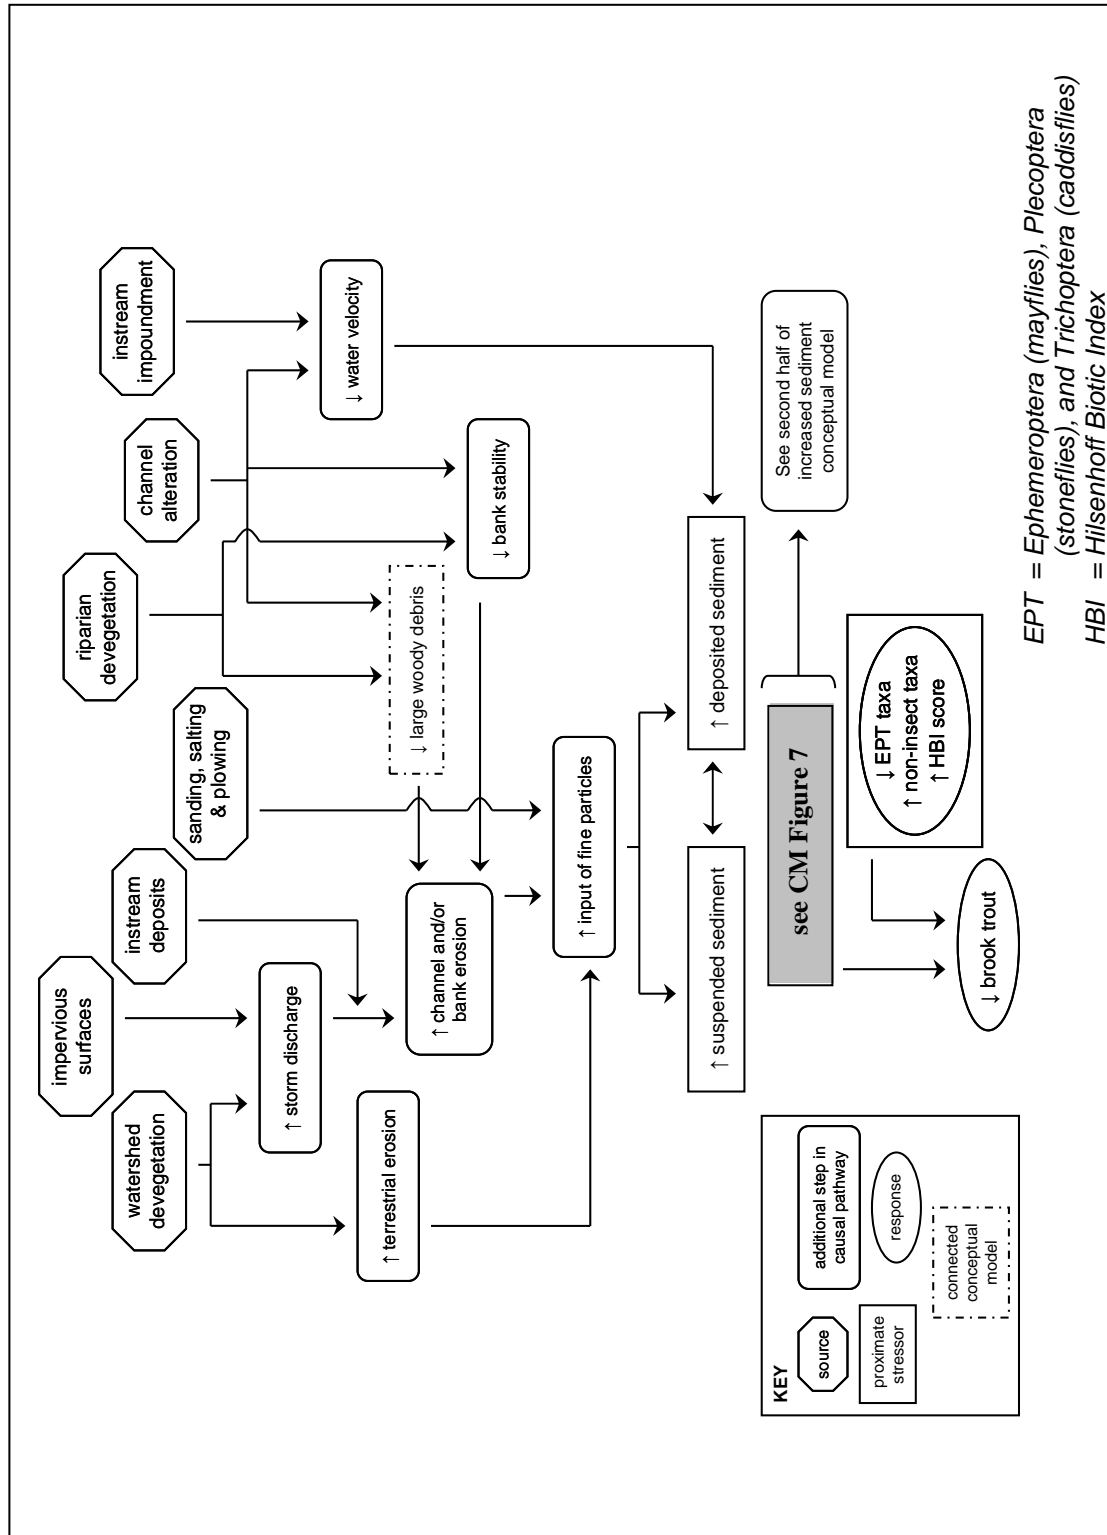 watershed
devegetation
impervious
surfaces
instream
deposits
sanding, salting
& plowing
riparian
devegetation
channel
alteration
instream
impoundment
↑ storm discharge
↑ terrestrial erosion
↑ channel and/or
bank erosion
↓ large woody debris
↓ bank stability
↓ water velocity
↑ input of fine particles
↑ suspended sediment
↑ deposited sediment
see CM Figure 7
See second half of
increased sediment
conceptual model
↓ EPT taxa
↑ non-insect taxa
↑ HBI score
↓ brook trout
KEY
source
additional step in
causal pathway
proximate
stressor
response
connected
conceptual
model
EPT = Ephemeroptera (mayflies), Plecoptera
(stoneflies), and Trichoptera (caddisflies)
HBI = Hilsenhoff Biotic Index